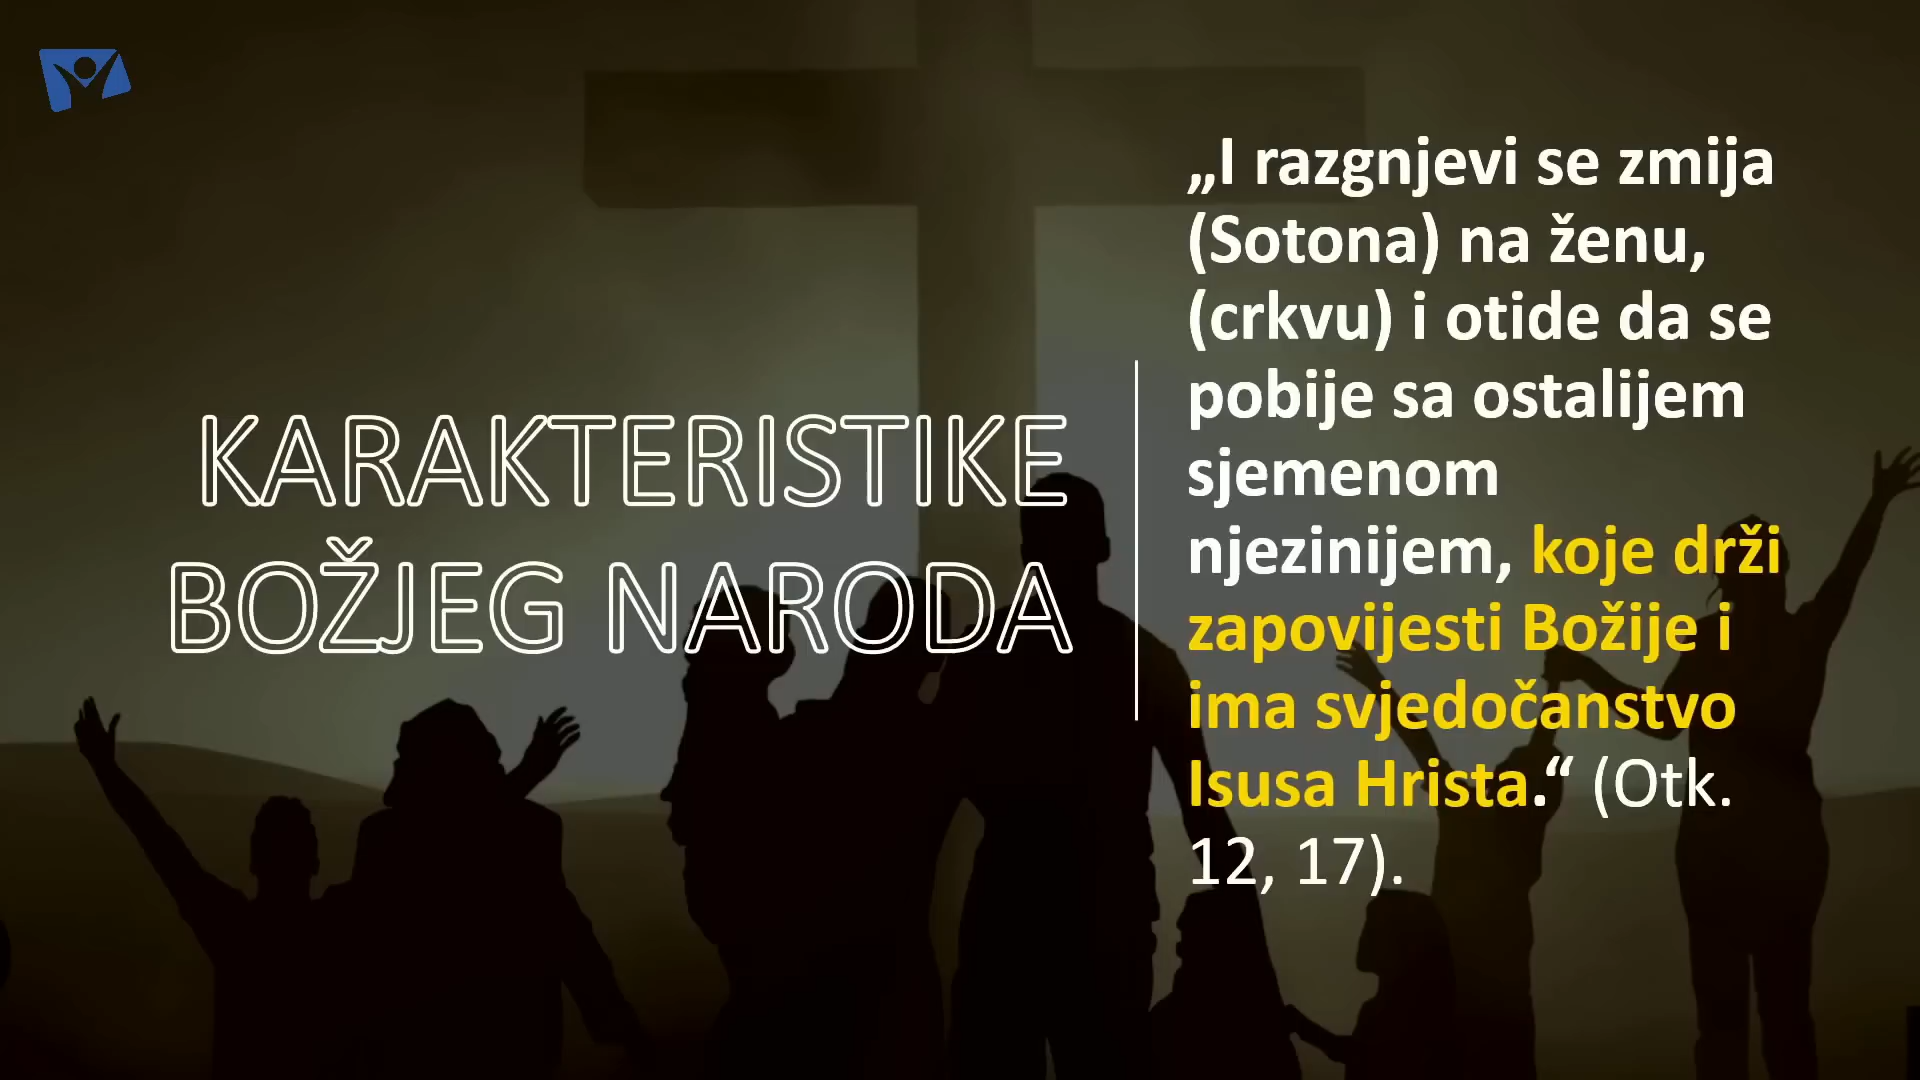 KARAKTERISTIKE
BOŽJEG NARODA
„I razgnjevi se zmija
(Sotona) na ženu,
(crkvu) i otide da se
pobije sa ostalijem
sjemenom
njezinijem, koje drži
zapovijesti Božije i
ima svjedočanstvo
Isusa Hrista.“ (Otk.
12, 17).